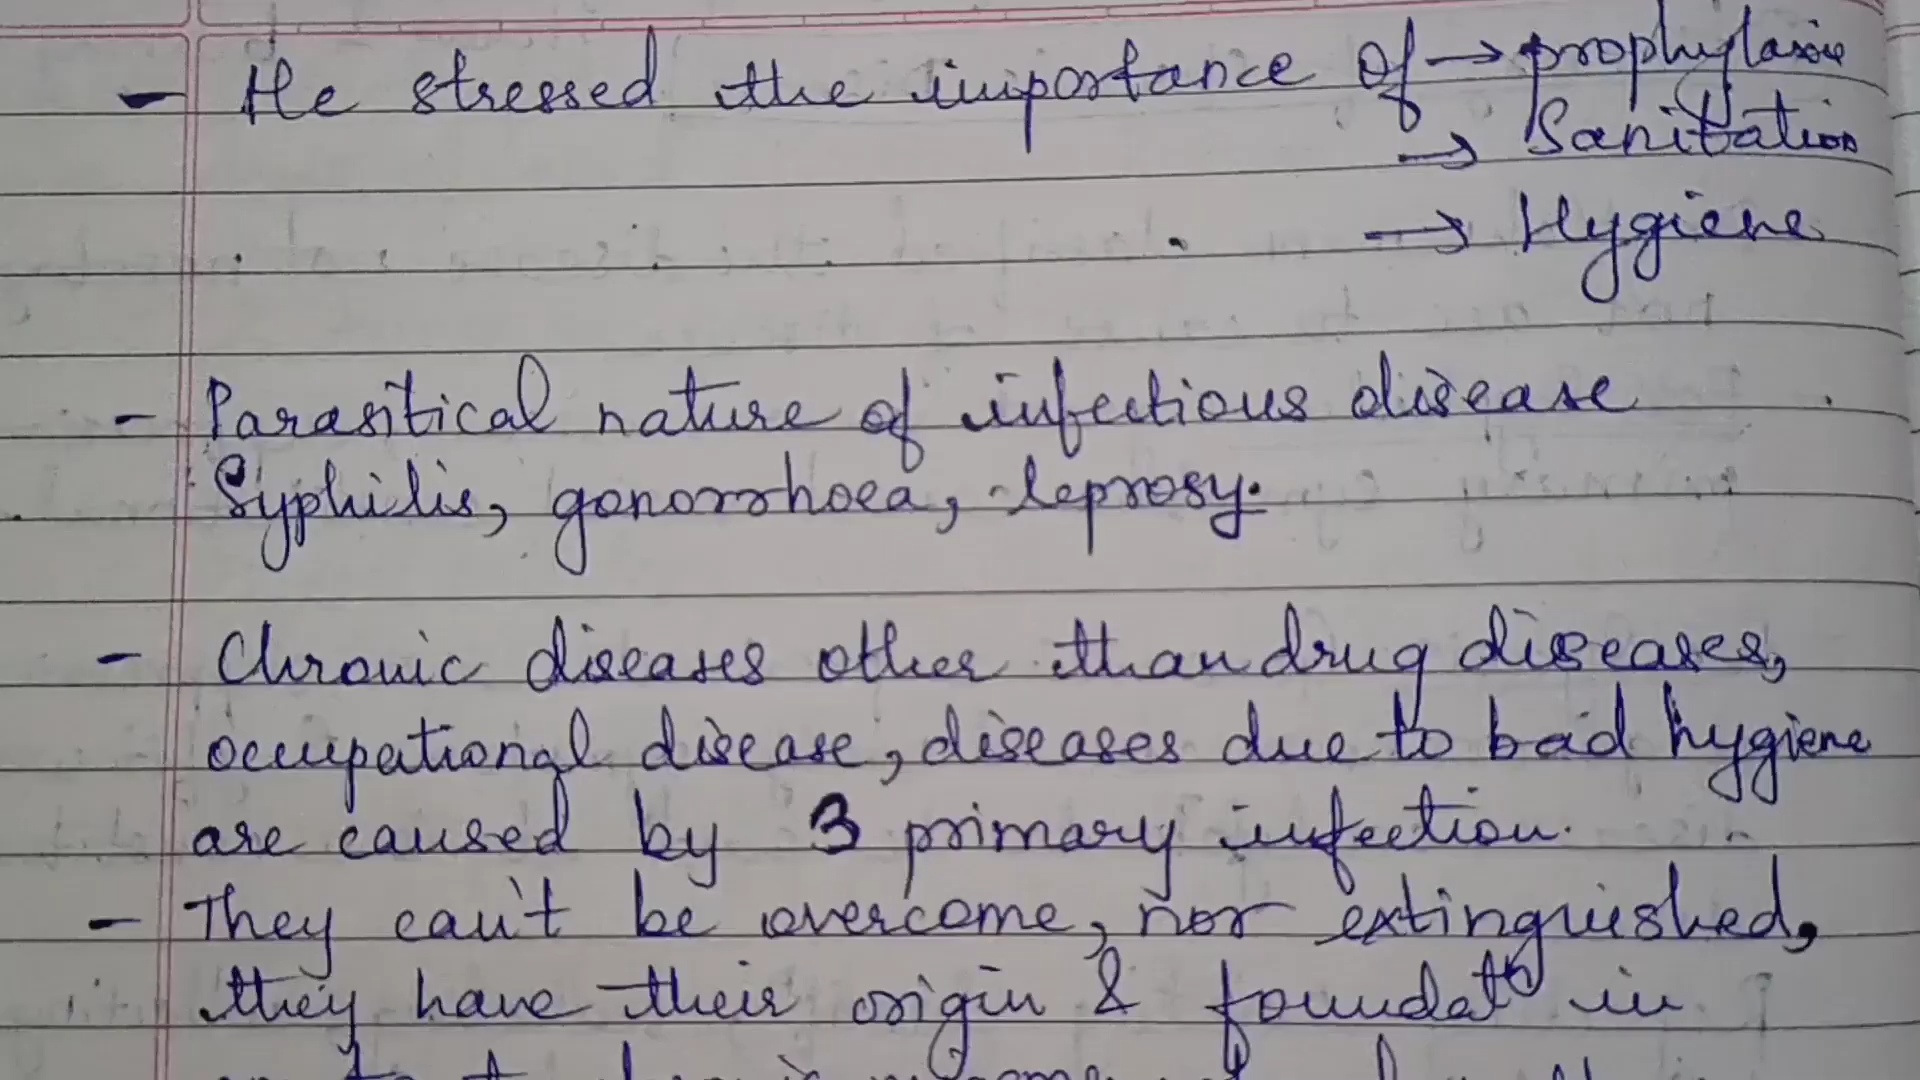 - He stressed the importance of → prophylaxis
→ Sanitation
→ Hygiene
- Parasitical nature of infectious disease
Syphilis, gonorrhoea, leprosy.
- Chronic diseases other than drug diseases,
occupational disease, diseases due to bad hygiene
are caused by 3 primary infection.
- They can't be overcome, nor extinguished,
they have their origin & foundatn in